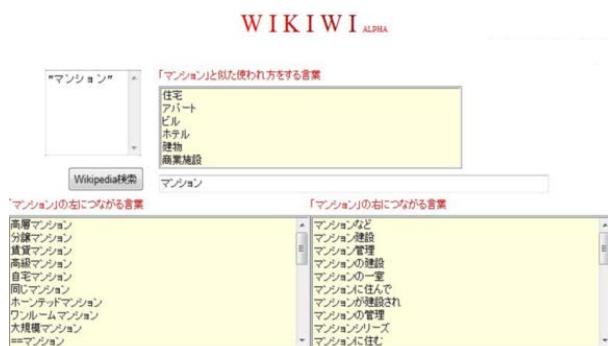 WIKIWI ALPHA
「マンション」と似た使われ方をする言葉
"マンション"
住宅
アパート
ビル
ホテル
建物
商業施設
Wikipedia検索
マンション
「マンション」の左につながる言葉
高層マンション
分譲マンション
賃貸マンション
高級マンション
自宅マンション
同じマンション
ホーンテッドマンション
ワンルームマンション
大規模マンション
==マンション
「マンション」の右につながる言葉
マンションなど
マンション建設
マンション管理
マンションの建設
マンションの一室
マンションに住んで
マンションが建設され
マンションの管理
マンションシリーズ
マンションに住む